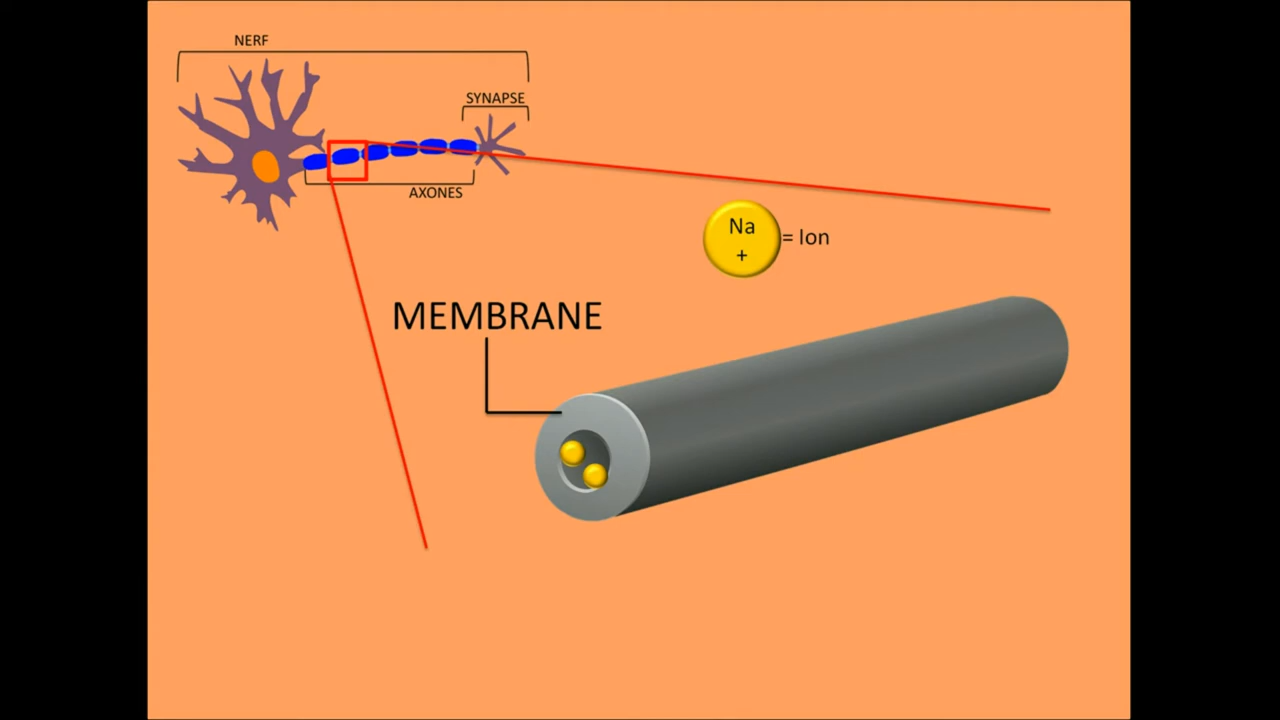 NERF
SYNAPSE
AXONES
Na
+
= Ion
MEMBRANE